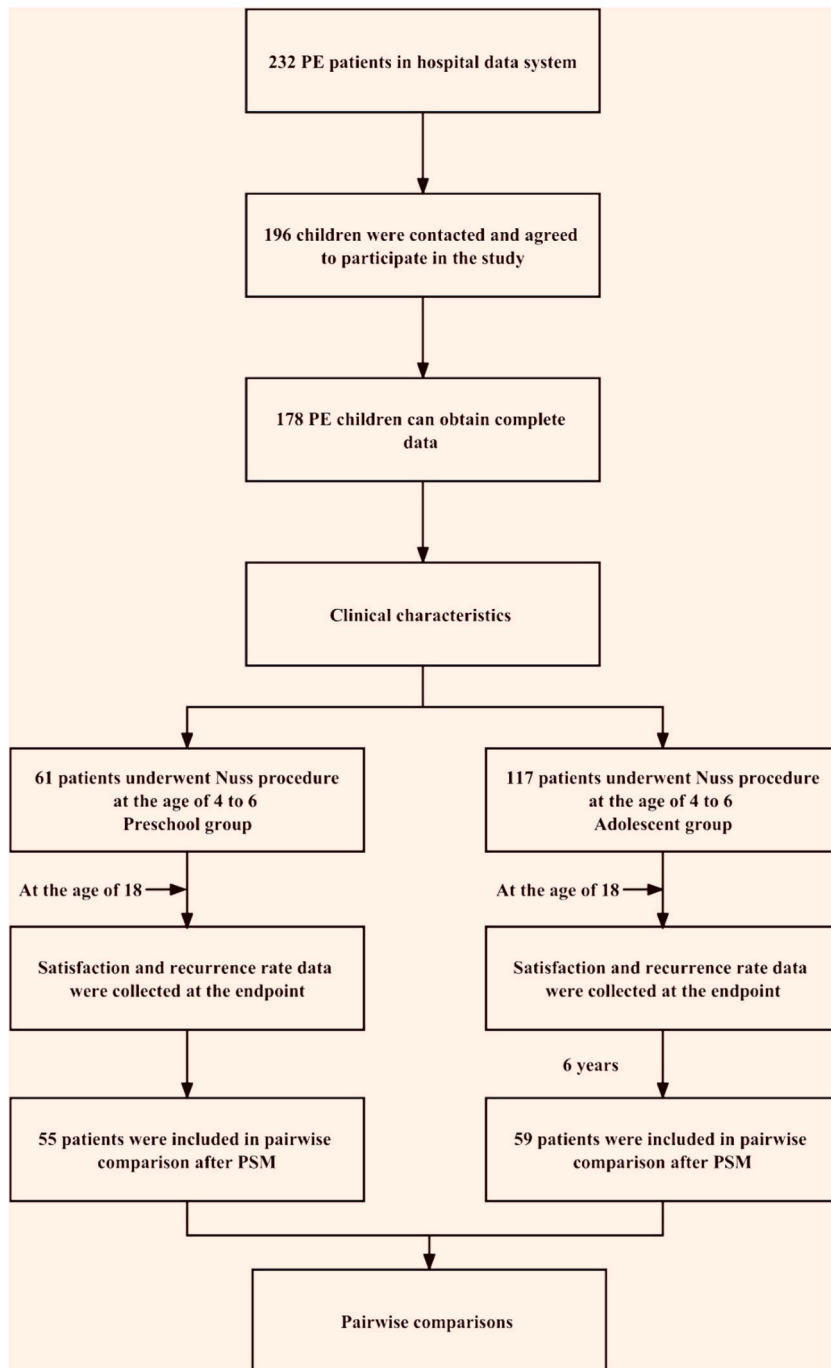 232 PE patients in hospital data system
196 children were contacted and agreed
to participate in the study
178 PE children can obtain complete
data
Clinical characteristics
61 patients underwent Nuss procedure
at the age of 4 to 6
Preschool group
117 patients underwent Nuss procedure
at the age of 4 to 6
Adolescent group
At the age of 18
At the age of 18
Satisfaction and recurrence rate data
were collected at the endpoint
Satisfaction and recurrence rate data
were collected at the endpoint
6 years
55 patients were included in pairwise
comparison after PSM
59 patients were included in pairwise
comparison after PSM
Pairwise comparisons